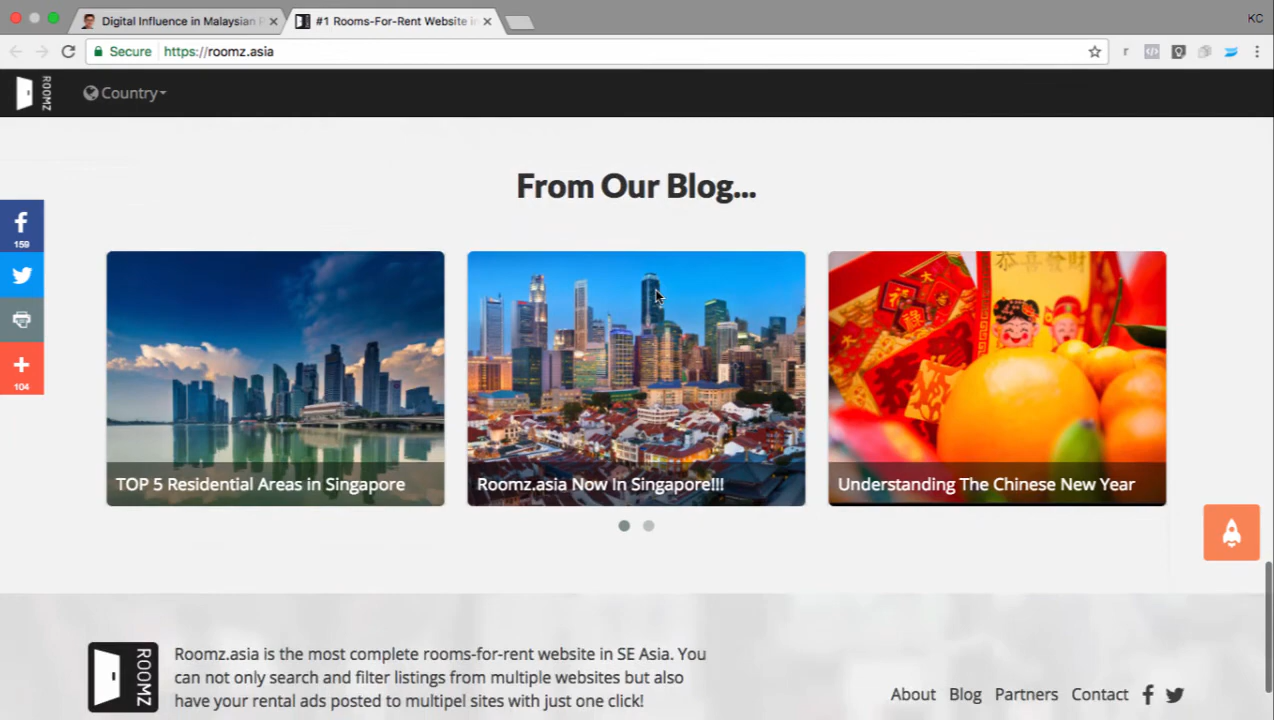 Digital Influence in Malaysian
#1 Rooms-For-Rent Website i
KC
Secure
https://roomz.asia
r
ROOMZ
Country
From Our Blog...
159
104
TOP 5 Residential Areas in Singapore
Roomz.asia Now In Singapore!!!
Understanding The Chinese New Year
ROOMZ
Roomz.asia is the most complete rooms-for-rent website in SE Asia. You
can not only search and filter listings from multiple websites but also
have your rental ads posted to multipel sites with just one click!
About Blog Partners Contact